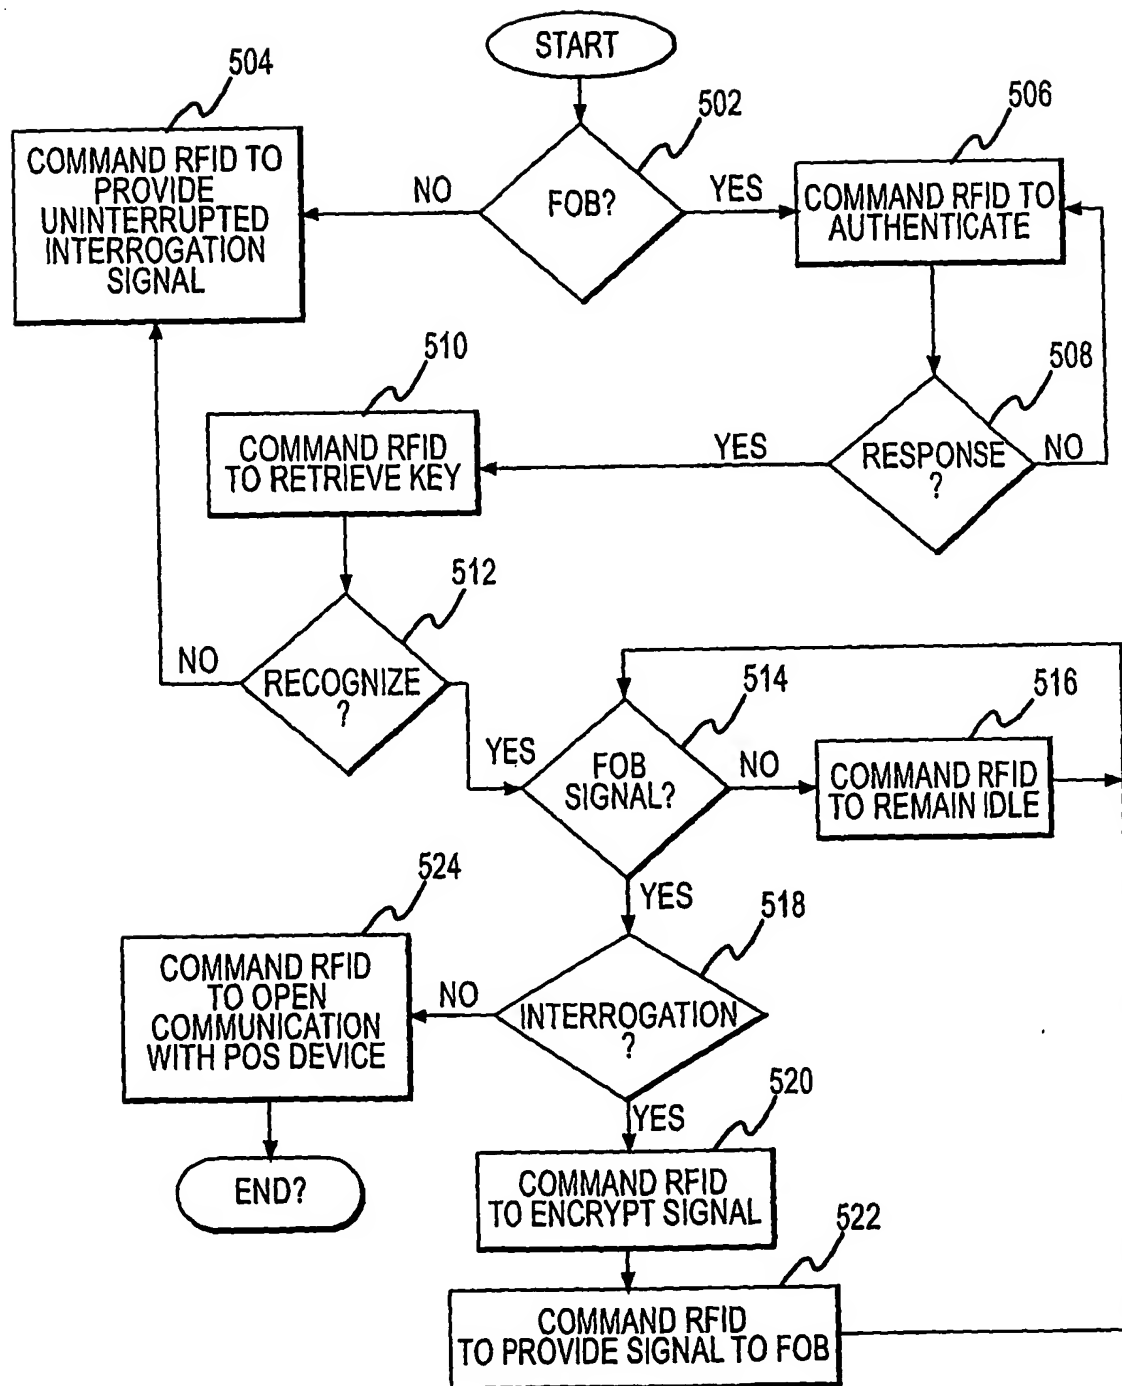 START
504
502
506
COMMAND RFID TO
PROVIDE
UNINTERRUPTED
INTERROGATION
SIGNAL
NO
FOB?
YES
COMMAND RFID TO
AUTHENTICATE
510
508
COMMAND RFID
TO RETRIEVE KEY
YES
RESPONSE
?
NO
512
NO
RECOGNIZE
?
YES
514
516
FOB
SIGNAL?
NO
COMMAND RFID
TO REMAIN IDLE
524
YES
518
COMMAND RFID
TO OPEN
COMMUNICATION
WITH POS DEVICE
NO
INTERROGATION
?
520
YES
END?
COMMAND RFID
TO ENCRYPT SIGNAL
522
COMMAND RFID
TO PROVIDE SIGNAL TO FOB